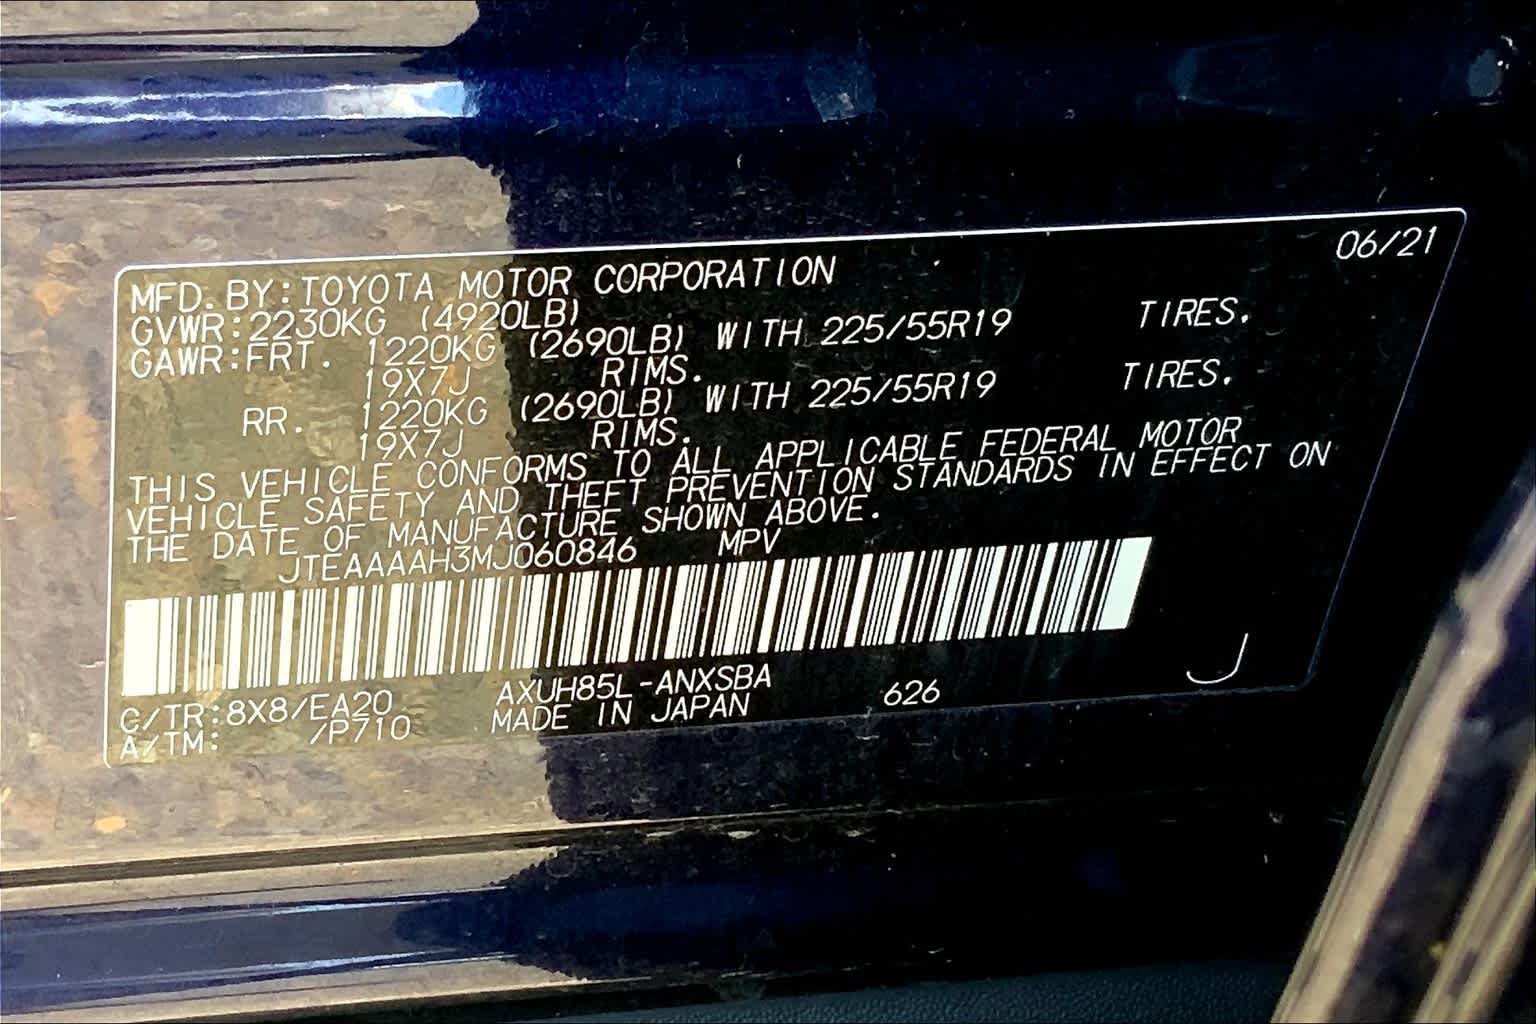 06/21
MFD. BY: TOYOTA MOTOR CORPORATION
GVWR: 2230KG (4920LB)
GAWR: FRT. 1220KG (2690LB) WITH 225/55R19 TIRES.
19X7J RIMS.
RR. 1220KG (2690LB) WITH 225/55R19 TIRES.
19X7J RIMS.
THIS VEHICLE CONFORMS TO ALL APPLICABLE FEDERAL MOTOR
VEHICLE SAFETY AND THEFT PREVENTION STANDARDS IN EFFECT ON
THE DATE OF MANUFACTURE SHOWN ABOVE.
JTEAAAAH3MJ060846 MPV
C/TR: 8X8/EA20 AXUH85L-ANXSBA 626 J
A/TM: /P710 MADE IN JAPAN